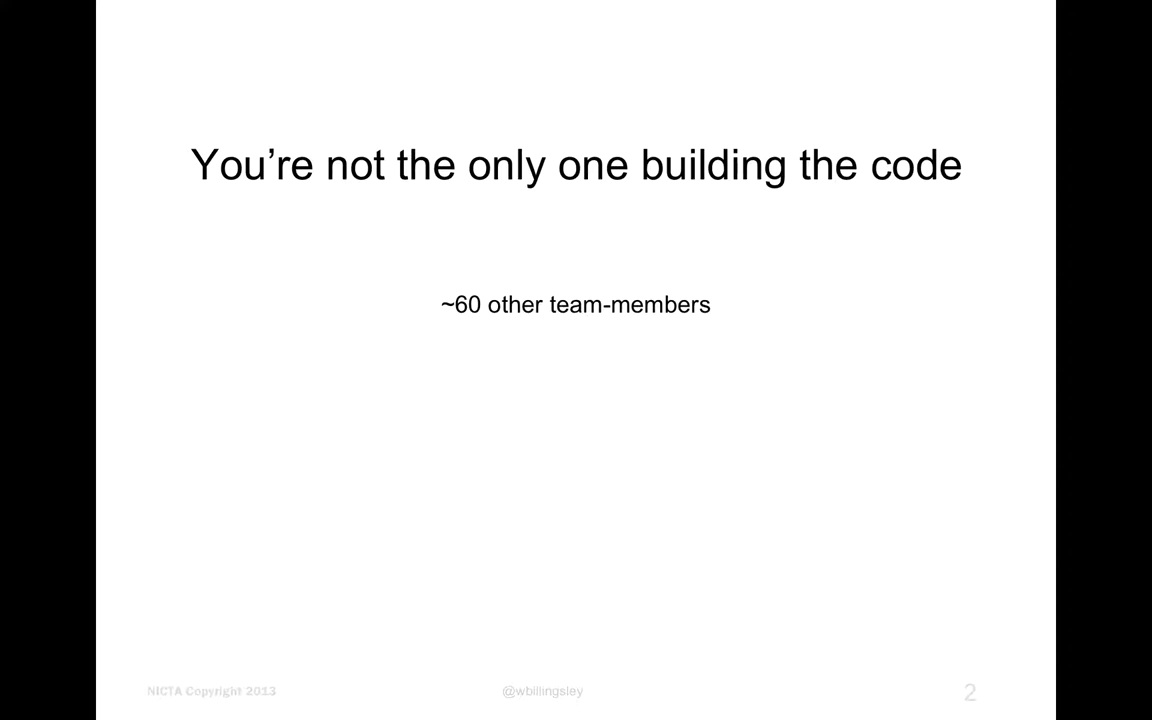 You’re not the only one building the code
~60 other team-members
NICTA Copyright 2013
@wbillingsley
2